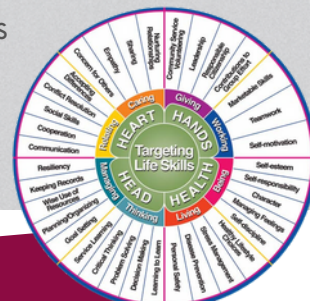 s
Targeting
Life Skills
HEART
HANDS
HEALTH
HEAD
Relating
Caring
Giving
Working
Being
Living
Thinking
Managing
Communication
Cooperation
Social Skills
Conflict Resolution
Accepting
Differences
Concern for Others
Empathy
Sharing
Nurturing
Relationships
Community Service
Volunteering
Leadership
Responsible
Citizenship
Contributions to
Group Effort
Marketable Skills
Teamwork
Self-motivation
Self-esteem
Self-responsibility
Character
Managing Feelings
Self-discipline
Healthy Lifestyle
Choices
Stress Management
Disease Prevention
Personal Safety
Learning to Learn
Decision Making
Problem Solving
Critical Thinking
Service Learning
Goal Setting
Planning/Organizing
Wise Use of
Resources
Keeping Records
Resiliency